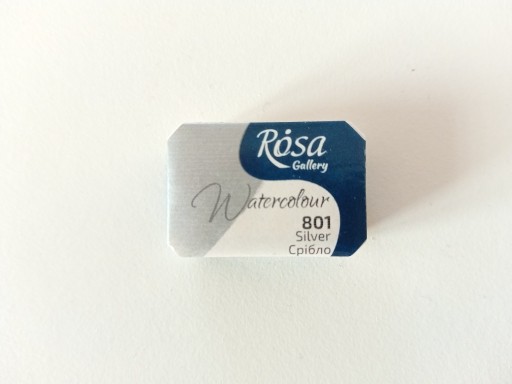 Rosa
Gallery
Watercolour
801
Silver
Срібло